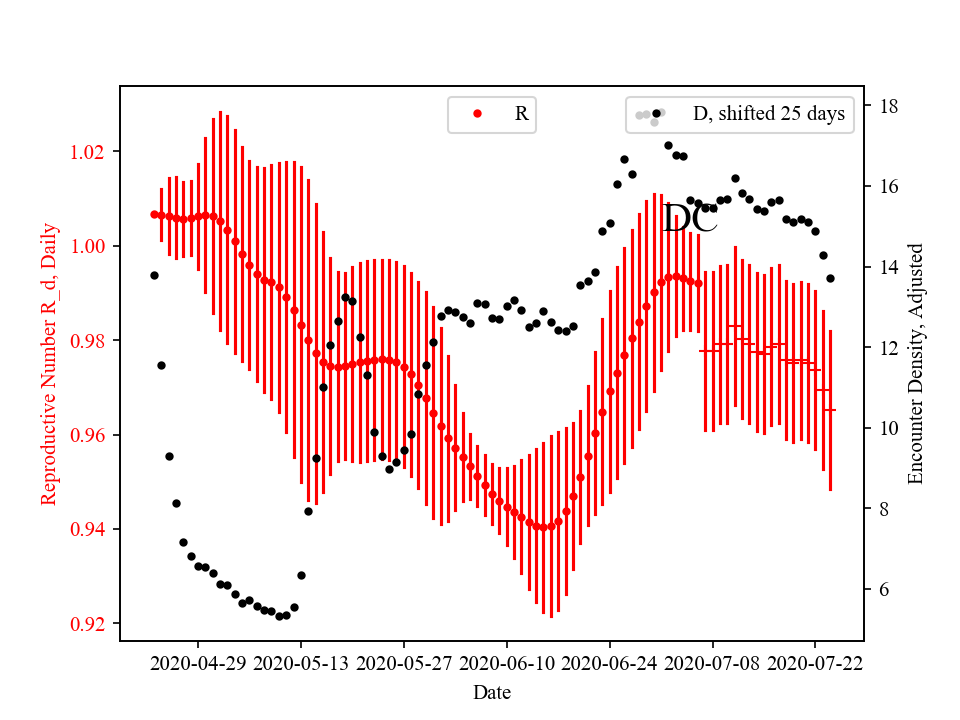 R
D, shifted 25 days
DC
1.02
1.00
0.98
0.96
0.94
0.92
Reproductive Number R_d, Daily
18
16
14
12
10
8
6
Encounter Density, Adjusted
2020-04-29 2020-05-13 2020-05-27 2020-06-10 2020-06-24 2020-07-08 2020-07-22
Date